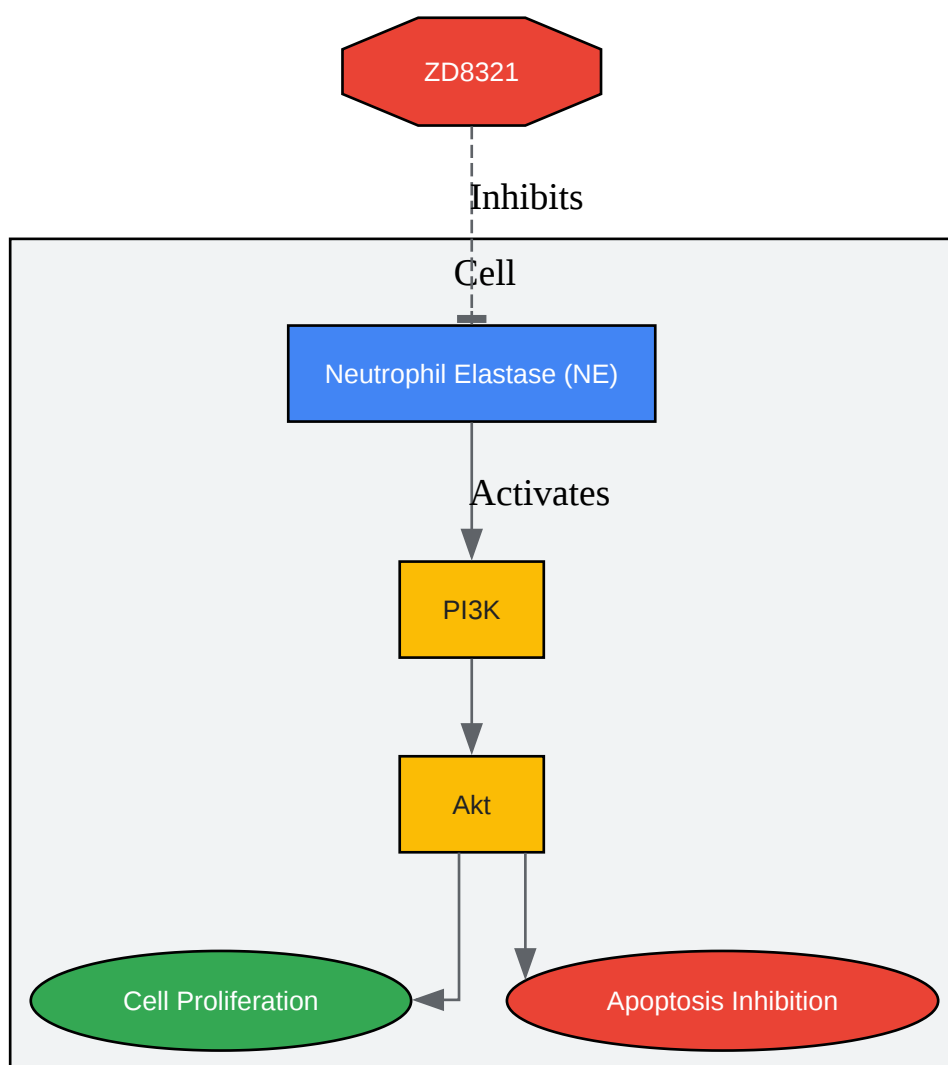 ZD8321
Inhibits
Cell
Neutrophil Elastase (NE)
Activates
PI3K
Akt
Cell Proliferation
Apoptosis Inhibition